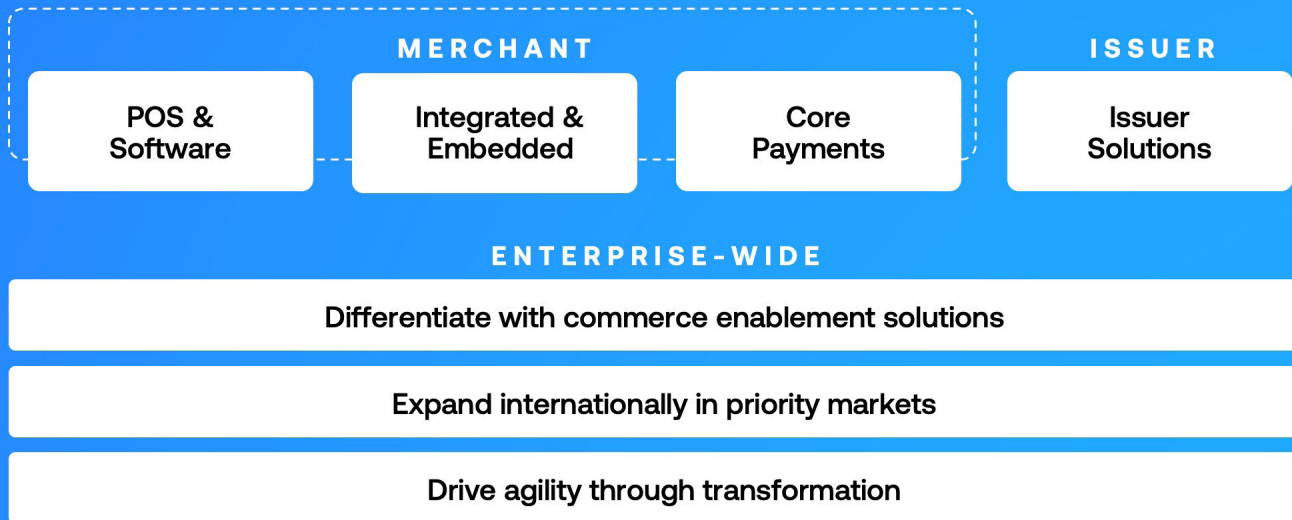 MERCHANT
ISSUER
POS &
Software
Integrated &
Embedded
Core
Payments
Issuer
Solutions
ENTERPRISE-WIDE
Differentiate with commerce enablement solutions
Expand internationally in priority markets
Drive agility through transformation